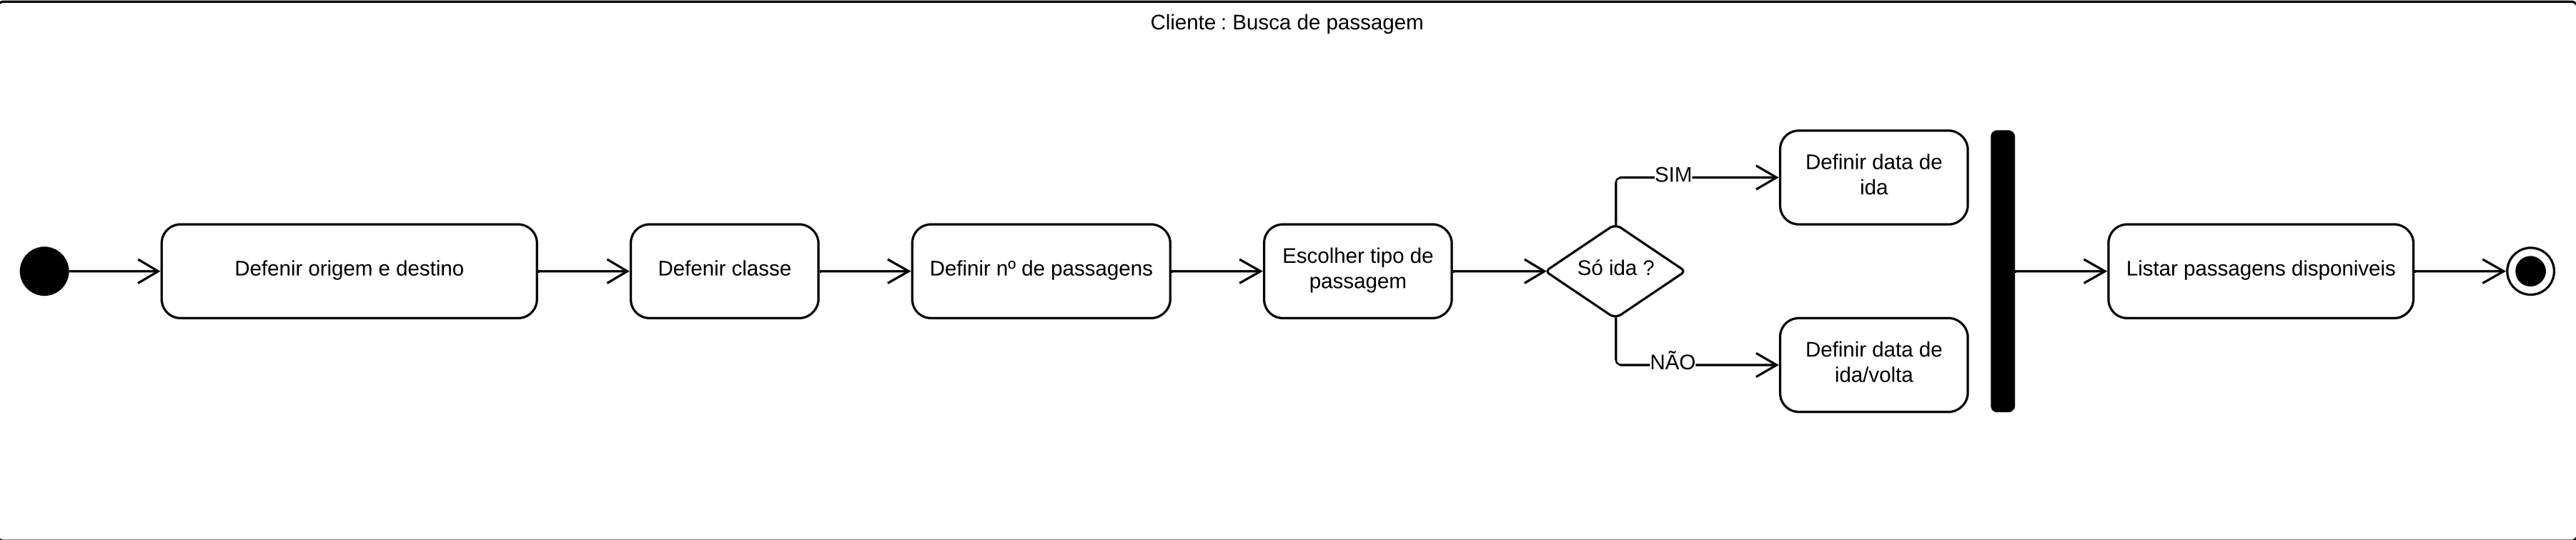 Cliente : Busca de passagem
Defenir origem e destino
Defenir classe
Definir nº de passagens
Escolher tipo de
passagem
Só ida ?
SIM
Definir data de
ida
NÃO
Definir data de
ida/volta
Listar passagens disponiveis